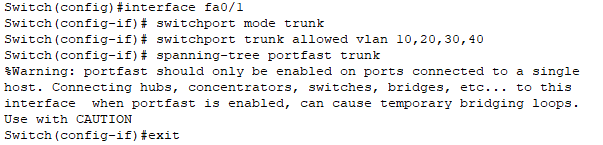 Switch(config)#interface fa0/1
Switch(config-if)# switchport mode trunk
Switch(config-if)# switchport trunk allowed vlan 10,20,30,40
Switch(config-if)# spanning-tree portfast trunk
%Warning: portfast should only be enabled on ports connected to a single
host. Connecting hubs, concentrators, switches, bridges, etc... to this
interface  when portfast is enabled, can cause temporary bridging loops.
Use with CAUTION
Switch(config-if)#exit